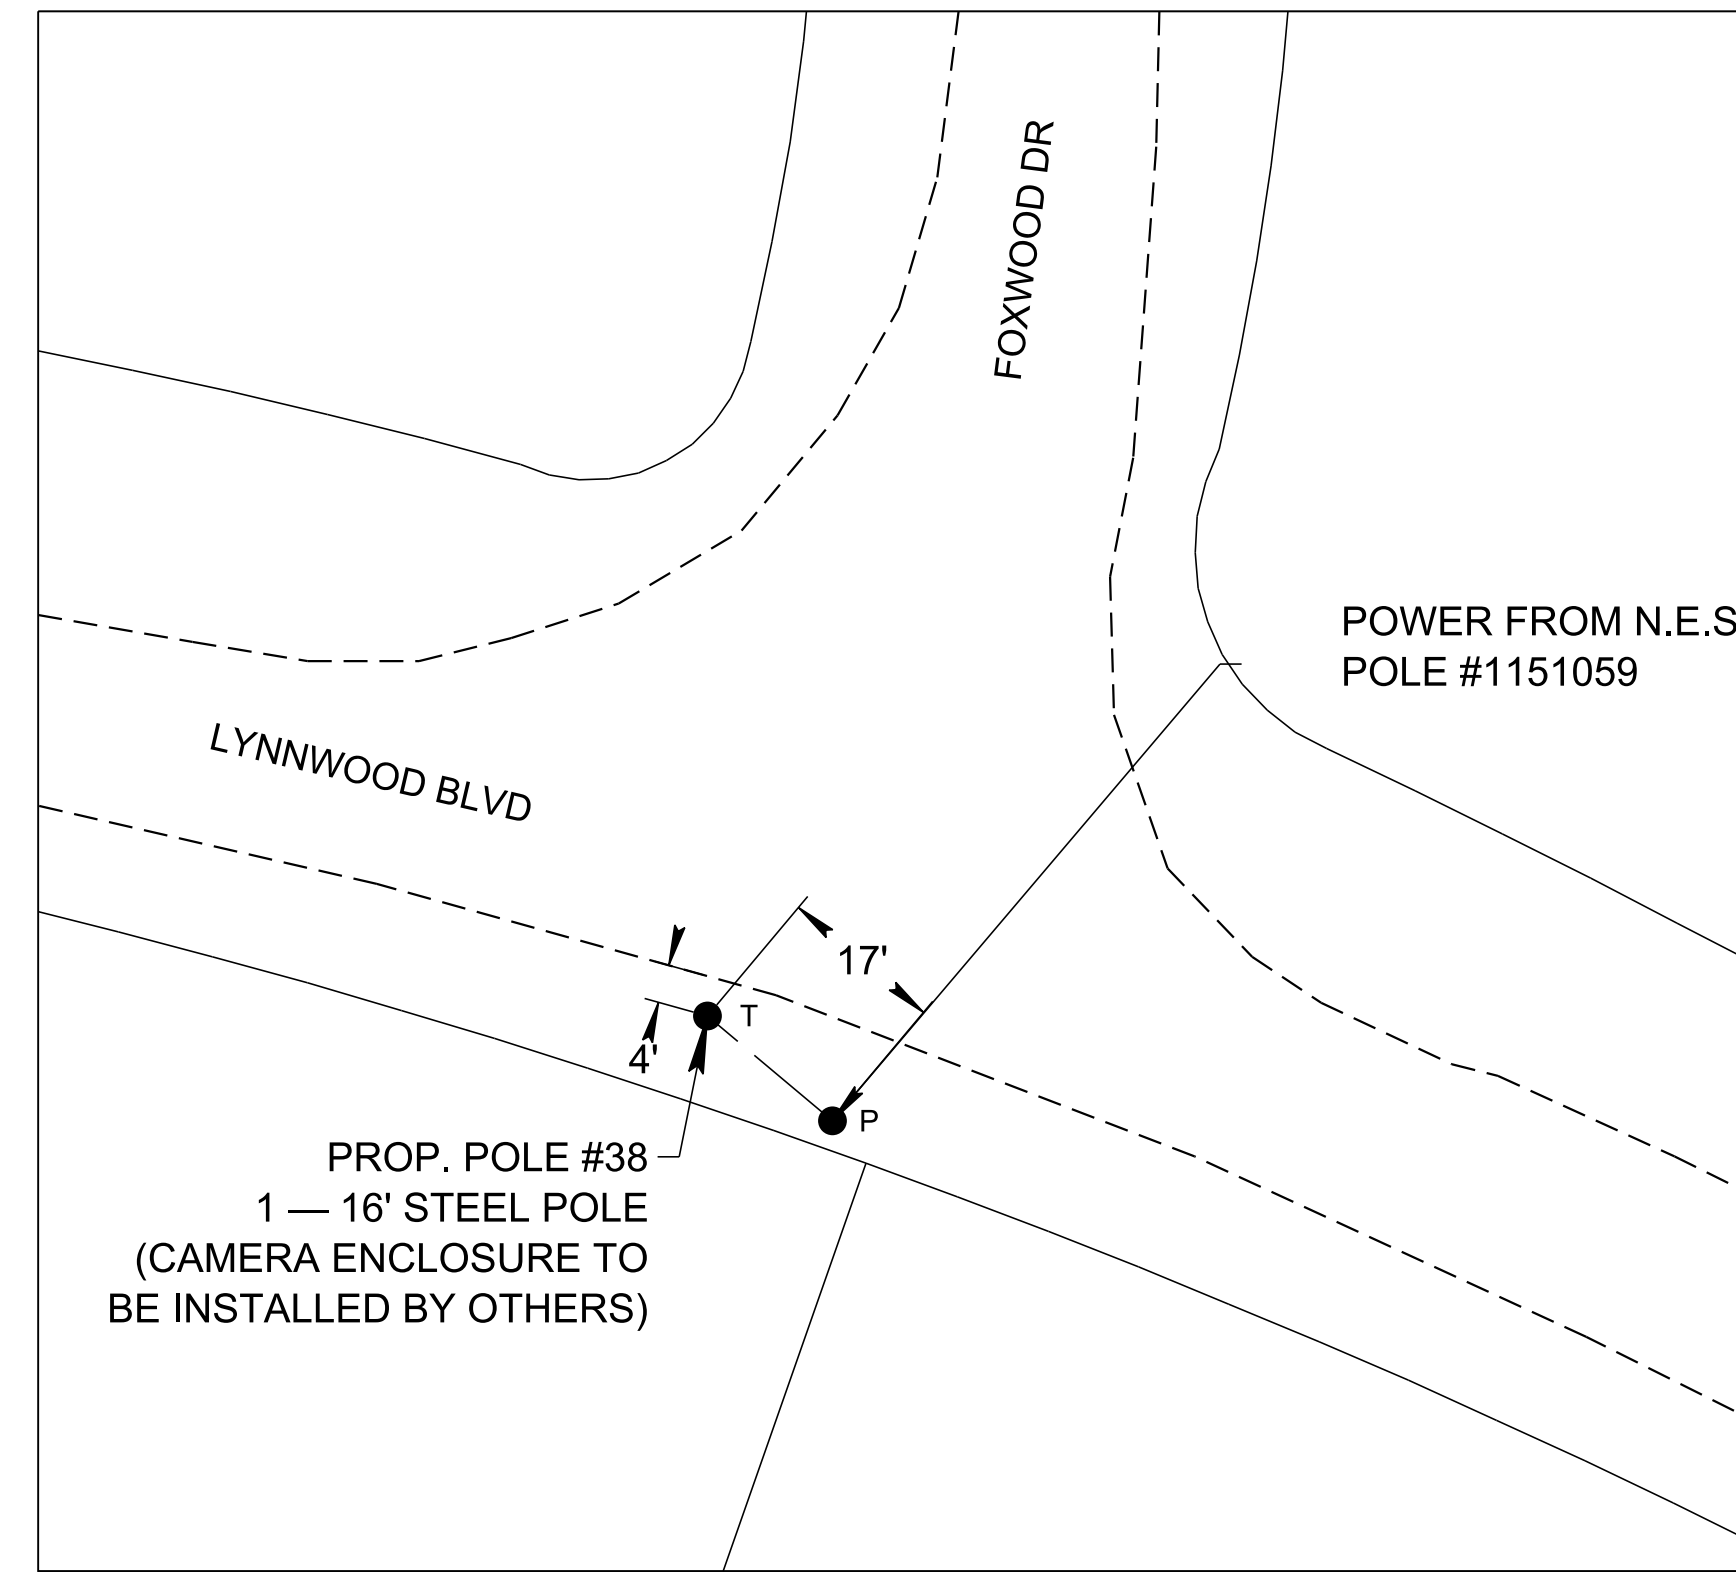 FOXWOOD DR
POWER FROM N.E.S
POLE #1151059
LYNNWOOD BLVD
17'
T
4'
P
PROP. POLE #38
1 — 16' STEEL POLE
(CAMERA ENCLOSURE TO
BE INSTALLED BY OTHERS)